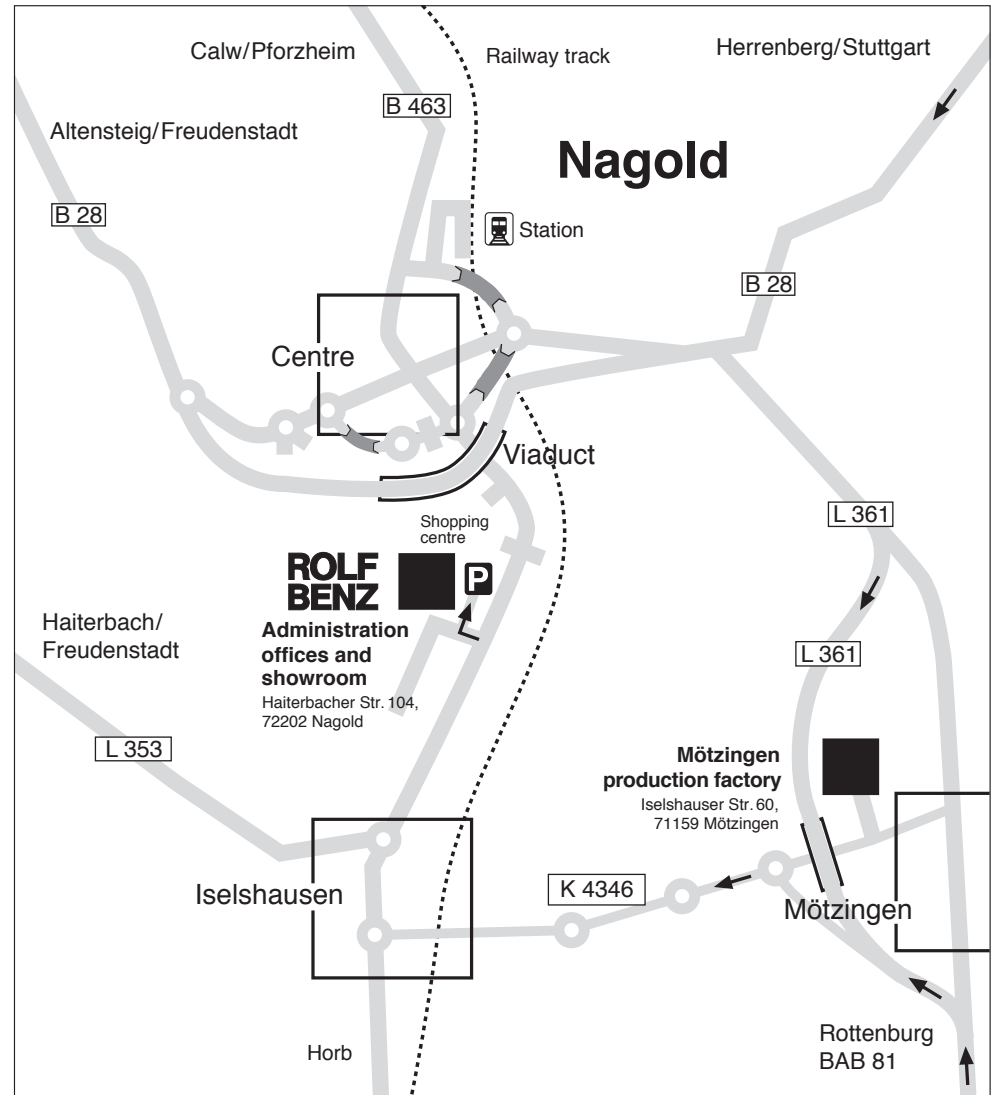 Calw/Pforzheim
Railway track
Herrenberg/Stuttgart
B 463
Altensteig/Freudenstadt
Nagold
B 28
Station
B 28
Centre
Viaduct
L 361
Shopping
centre
ROLF
BENZ
P
Administration
offices and
showroom
Haiterbacher Str. 104,
72202 Nagold
Haiterbach/
Freudenstadt
L 361
L 353
Mötzingen
production factory
Iselshauser Str. 60,
71159 Mötzingen
Iselshausen
K 4346
Mötzingen
Horb
Rottenburg
BAB 81